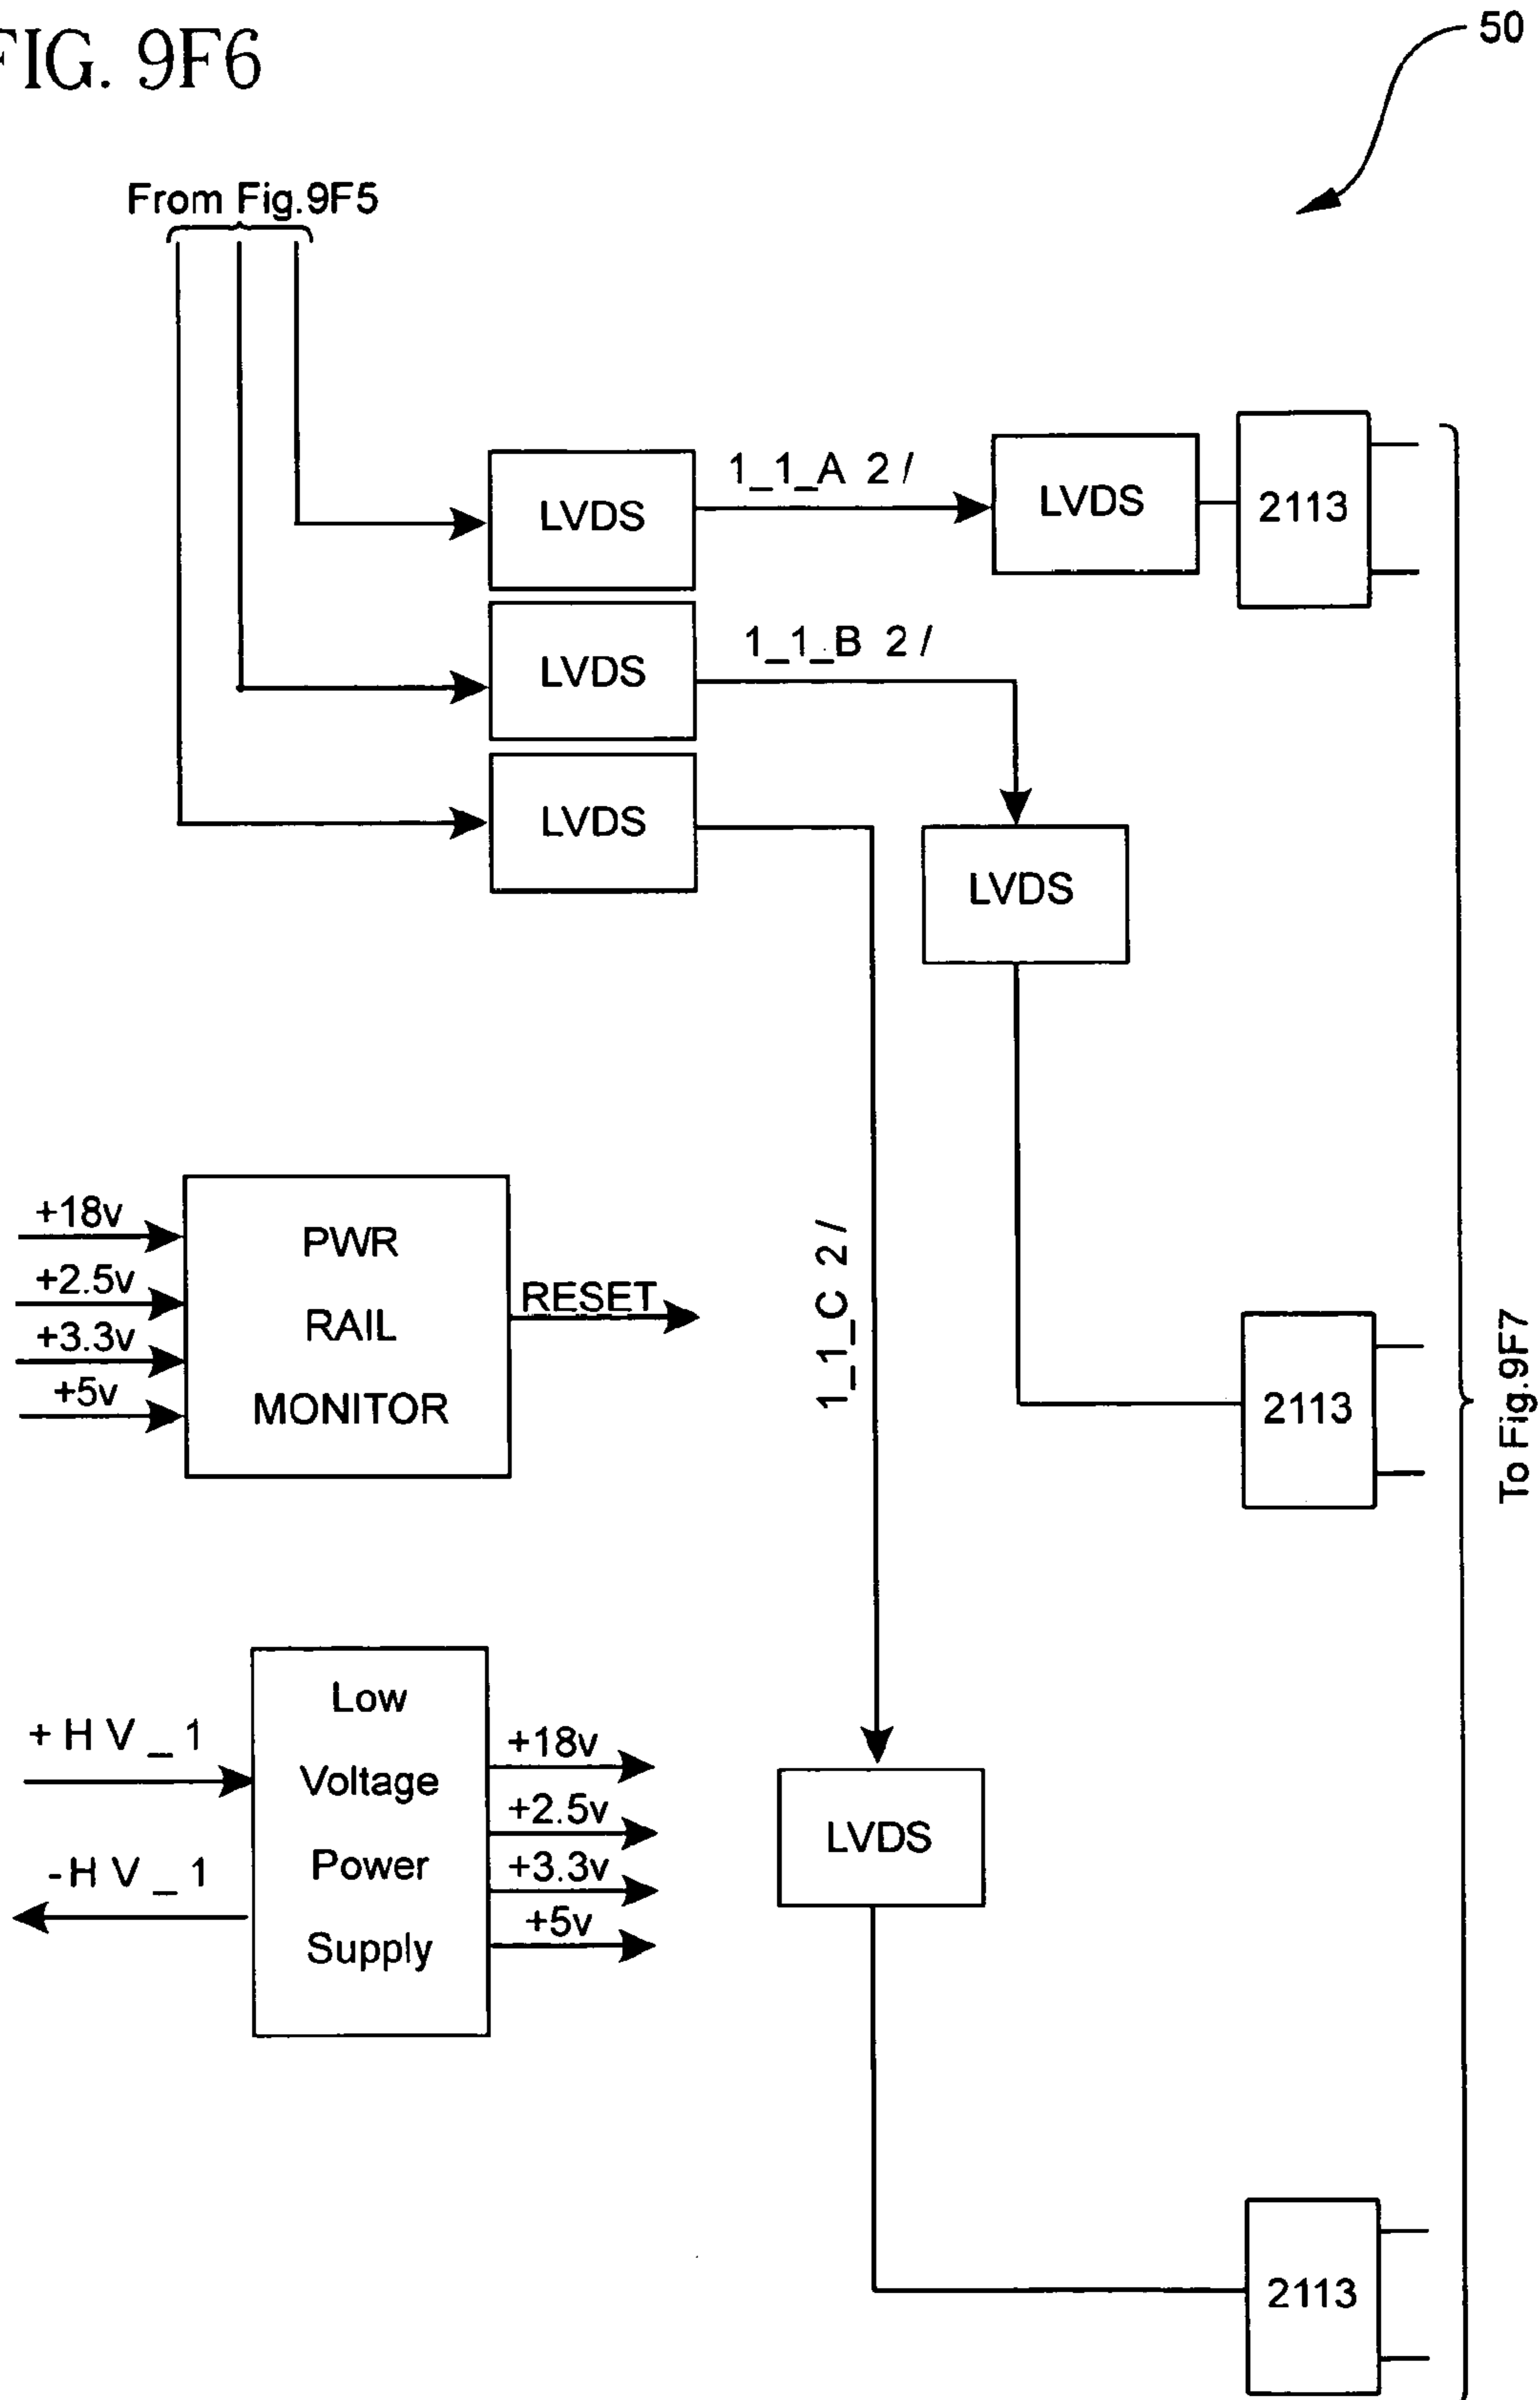 FIG. 9F6
50
From Fig.9F5
LVDS
1_1_A 2 /
LVDS
2113
LVDS
1_1_B 2 /
LVDS
LVDS
1_1_C 2 /
2113
To Fig.9F7
+18v
+2.5v
+3.3v
+5v
PWR
RAIL
MONITOR
RESET
+ H V _ 1
-H V _ 1
Low
Voltage
Power
Supply
+18v
+2.5v
+3.3v
+5v
LVDS
2113